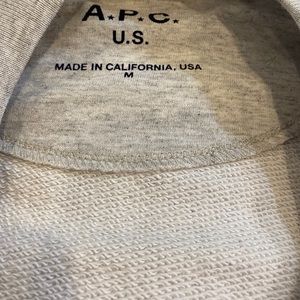 A.P.C.
U.S.
MADE IN CALIFORNIA, USA
M